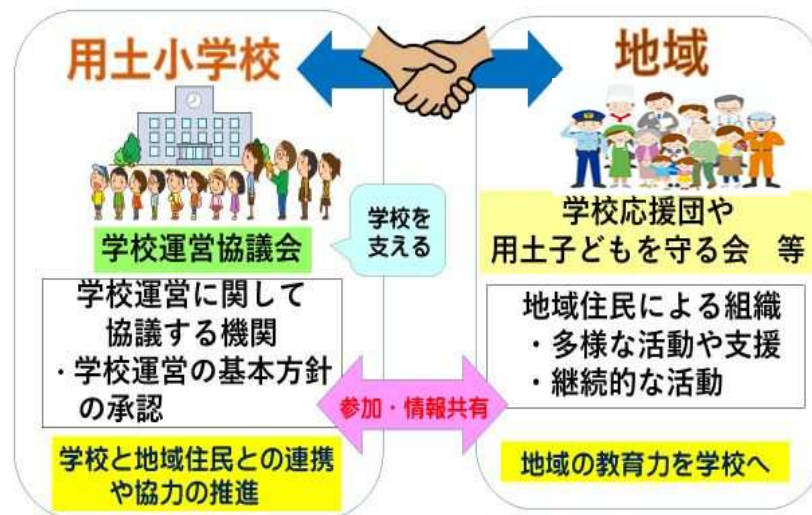 用土小学校
学校運営協議会
学校運営に関して
協議する機関
・学校運営の基本方針
の承認
学校と地域住民との連携
や協力の推進
学校を
支える
参加・情報共有
地域
学校応援団や
用土子どもを守る会　等
地域住民による組織
・多様な活動や支援
・継続的な活動
地域の教育力を学校へ